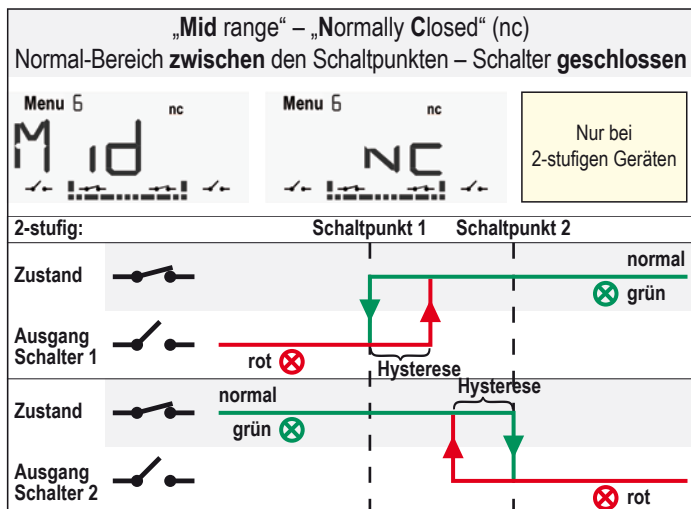 „Mid range“ – „Normally Closed“ (nc)
Normal-Bereich zwischen den Schaltpunkten – Schalter geschlossen
Menu 6 nc
Mid
Menu 6 nc
NC
Nur bei
2-stufigen Geräten
2-stufig:
Schaltpunkt 1
Schaltpunkt 2
Zustand
normal
grün
Ausgang
Schalter 1
rot
Hysterese
Zustand
normal
grün
Hysterese
Ausgang
Schalter 2
rot